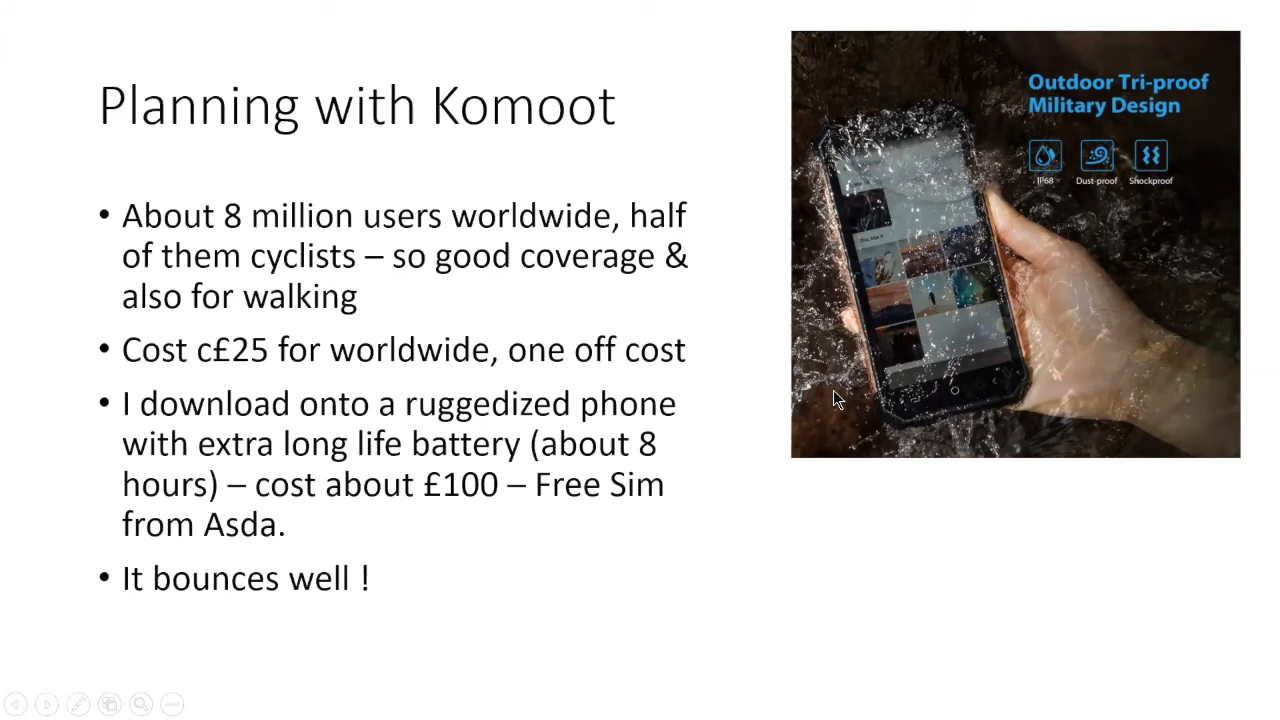 Planning with Komoot
• About 8 million users worldwide, half
of them cyclists – so good coverage &
also for walking
• Cost c£25 for worldwide, one off cost
• I download onto a ruggedized phone
with extra long life battery (about 8
hours) – cost about £100 – Free Sim
from Asda.
• It bounces well !
Outdoor Tri-proof
Military Design
IP68 Dust-proof Shockproof